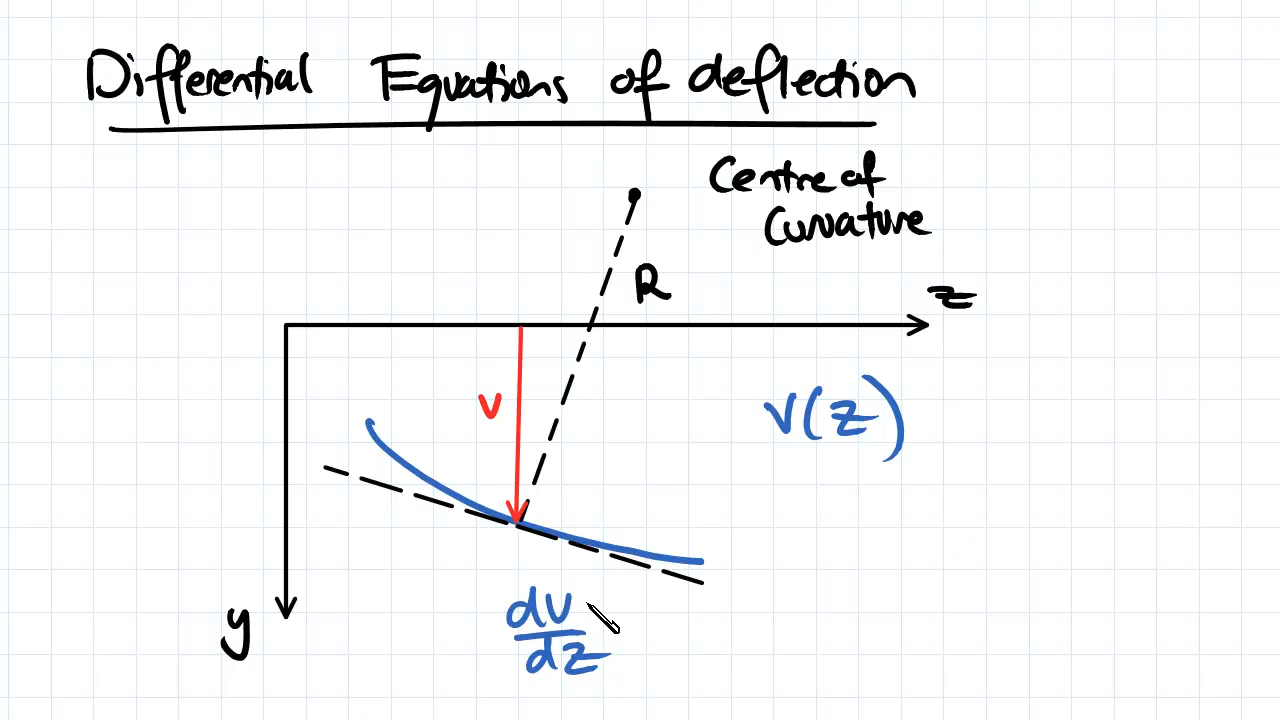 Differential Equations of deflection
Centre of
Curvature
R
z
v
v(z)
y
dv
dz